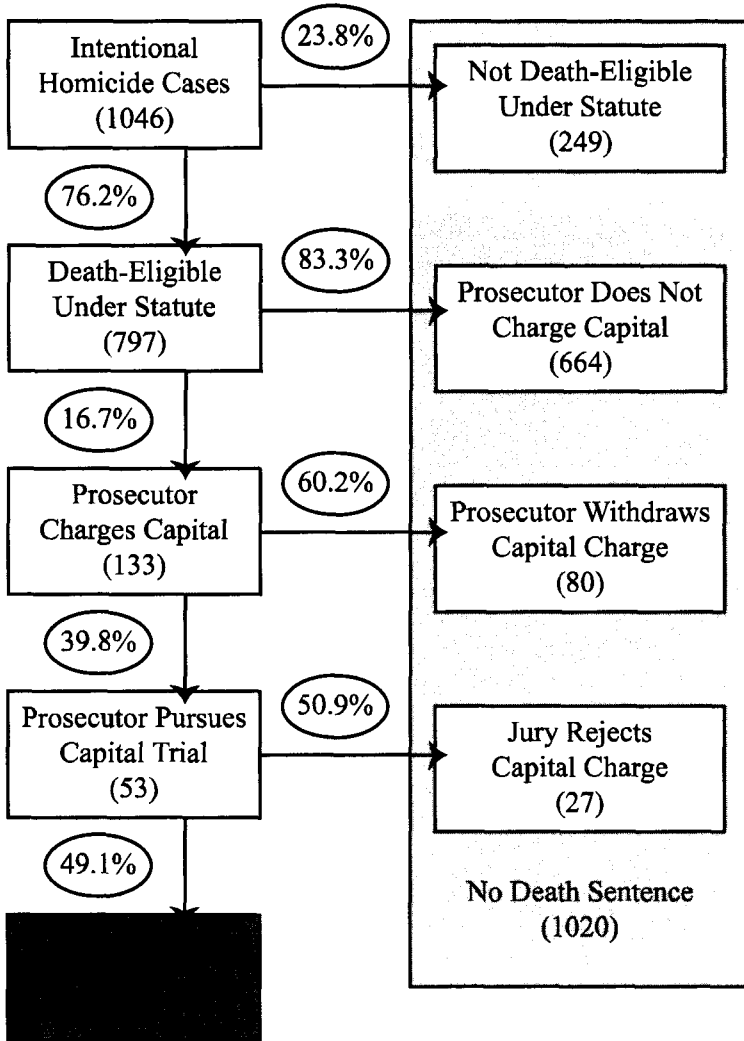 Intentional
Homicide Cases
(1046)
23.8%
Not Death-Eligible
Under Statute
(249)
76.2%
Death-Eligible
Under Statute
(797)
83.3%
Prosecutor Does Not
Charge Capital
(664)
16.7%
Prosecutor
Charges Capital
(133)
60.2%
Prosecutor Withdraws
Capital Charge
(80)
39.8%
Prosecutor Pursues
Capital Trial
(53)
50.9%
Jury Rejects
Capital Charge
(27)
49.1%
No Death Sentence
(1020)